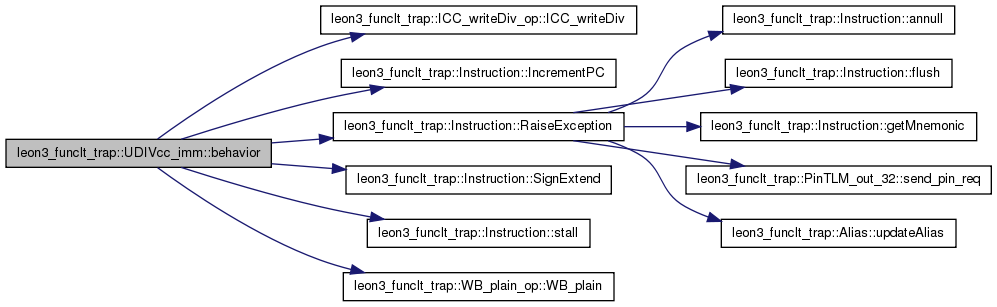 leon3_funclt_trap::UDIVcc_imm::behavior
leon3_funclt_trap::ICC_writeDiv_op::ICC_writeDiv
leon3_funclt_trap::Instruction::IncrementPC
leon3_funclt_trap::Instruction::RaiseException
leon3_funclt_trap::Instruction::SignExtend
leon3_funclt_trap::Instruction::stall
leon3_funclt_trap::WB_plain_op::WB_plain
leon3_funclt_trap::Instruction::annull
leon3_funclt_trap::Instruction::flush
leon3_funclt_trap::Instruction::getMnemonic
leon3_funclt_trap::PinTLM_out_32::send_pin_req
leon3_funclt_trap::Alias::updateAlias